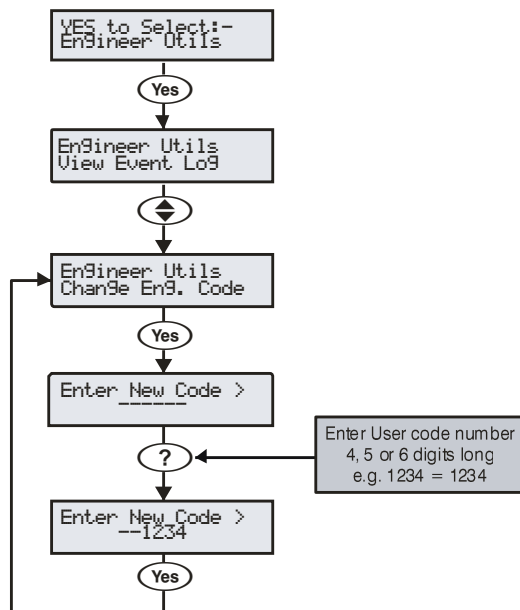 YES to Select:-
Engineer Utils
Yes
Engineer Utils
View Event Log
Engineer Utils
Change Eng. Code
Yes
Enter New Code >
------
?
Enter User code number
4, 5 or 6 digits long
e.g. 1234 = 1234
Enter New Code >
--1234
Yes